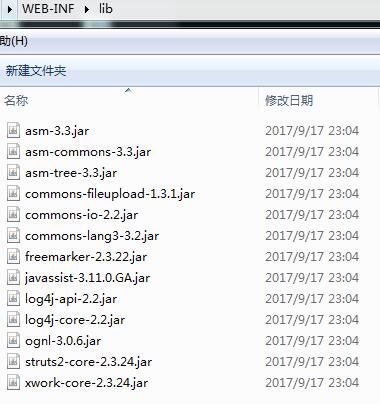 WEB-INF ▸ lib
助(H)
新建文件夹
名称 修改日期
asm-3.3.jar 2017/9/17 23:04
asm-commons-3.3.jar 2017/9/17 23:04
asm-tree-3.3.jar 2017/9/17 23:04
commons-fileupload-1.3.1.jar 2017/9/17 23:04
commons-io-2.2.jar 2017/9/17 23:04
commons-lang3-3.2.jar 2017/9/17 23:04
freemarker-2.3.22.jar 2017/9/17 23:04
javassist-3.11.0.GA.jar 2017/9/17 23:04
log4j-api-2.2.jar 2017/9/17 23:04
log4j-core-2.2.jar 2017/9/17 23:04
ognl-3.0.6.jar 2017/9/17 23:04
struts2-core-2.3.24.jar 2017/9/17 23:04
xwork-core-2.3.24.jar 2017/9/17 23:04